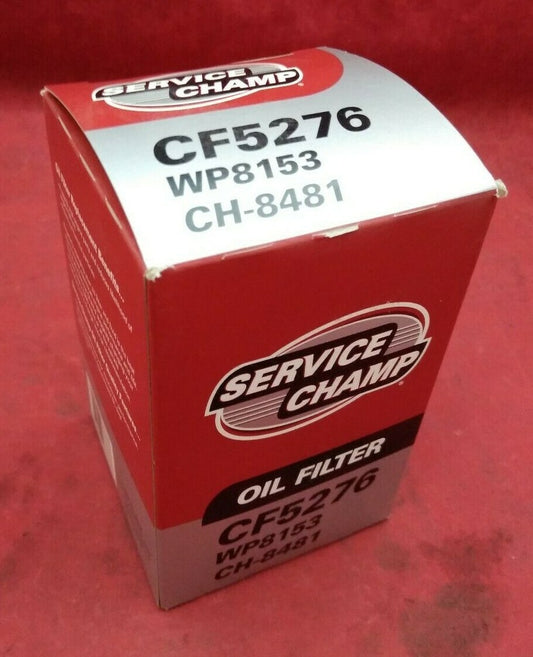 SERVICE
CHAMP
CF5276
WP8153
CH-8481
SERVICE
CHAMP
OIL FILTER
CF5276
WP8153
CH-8481